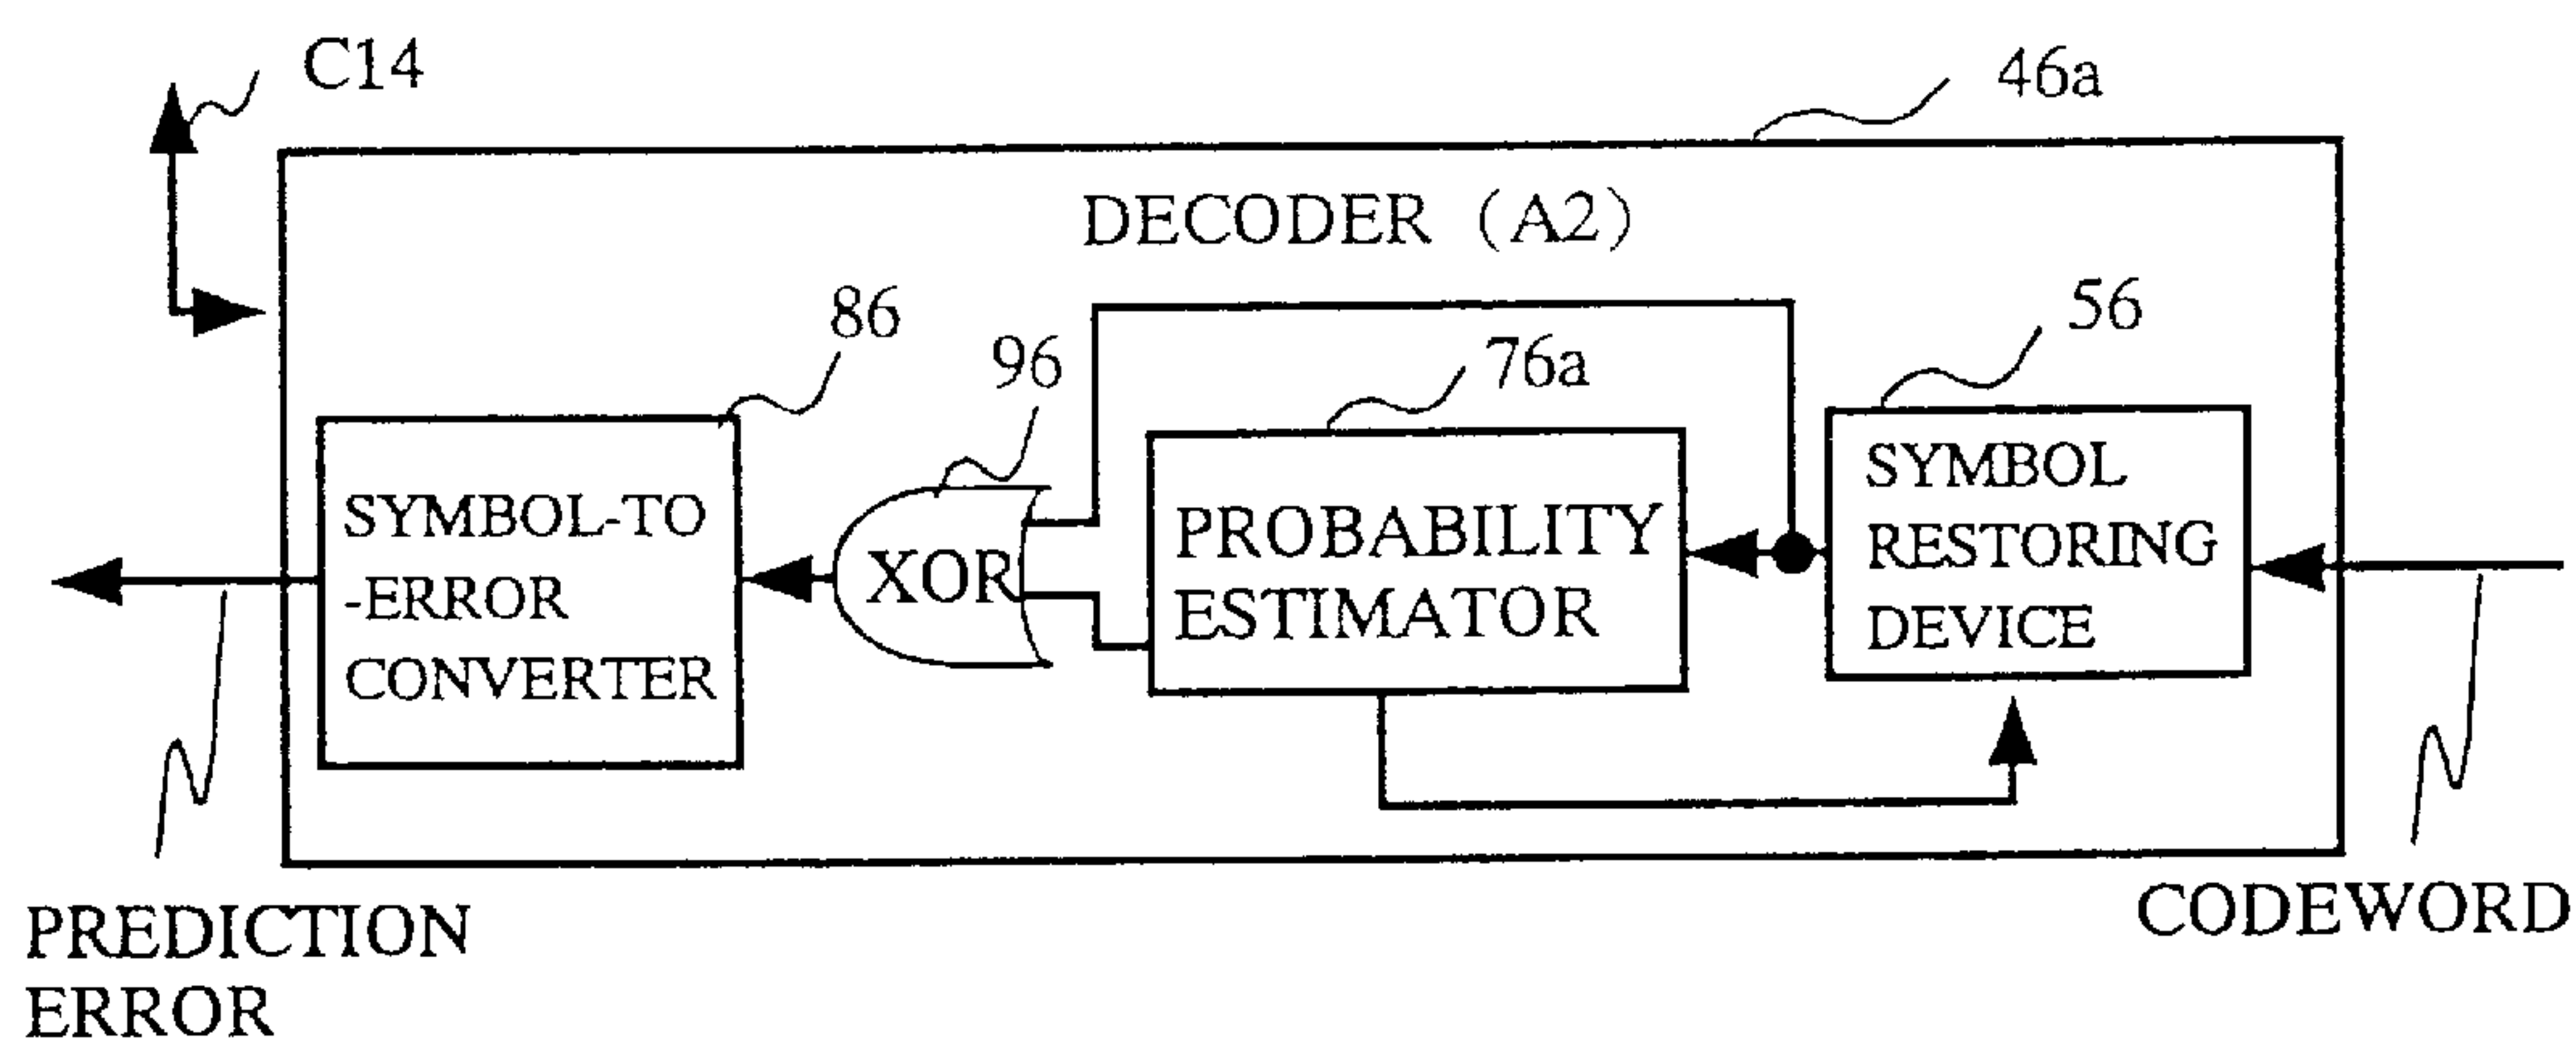 C14
46a
DECODER (A2)
86
96
76a
56
SYMBOL-TO
-ERROR
CONVERTER
XOR
PROBABILITY
ESTIMATOR
SYMBOL
RESTORING
DEVICE
PREDICTION
ERROR
CODEWORD